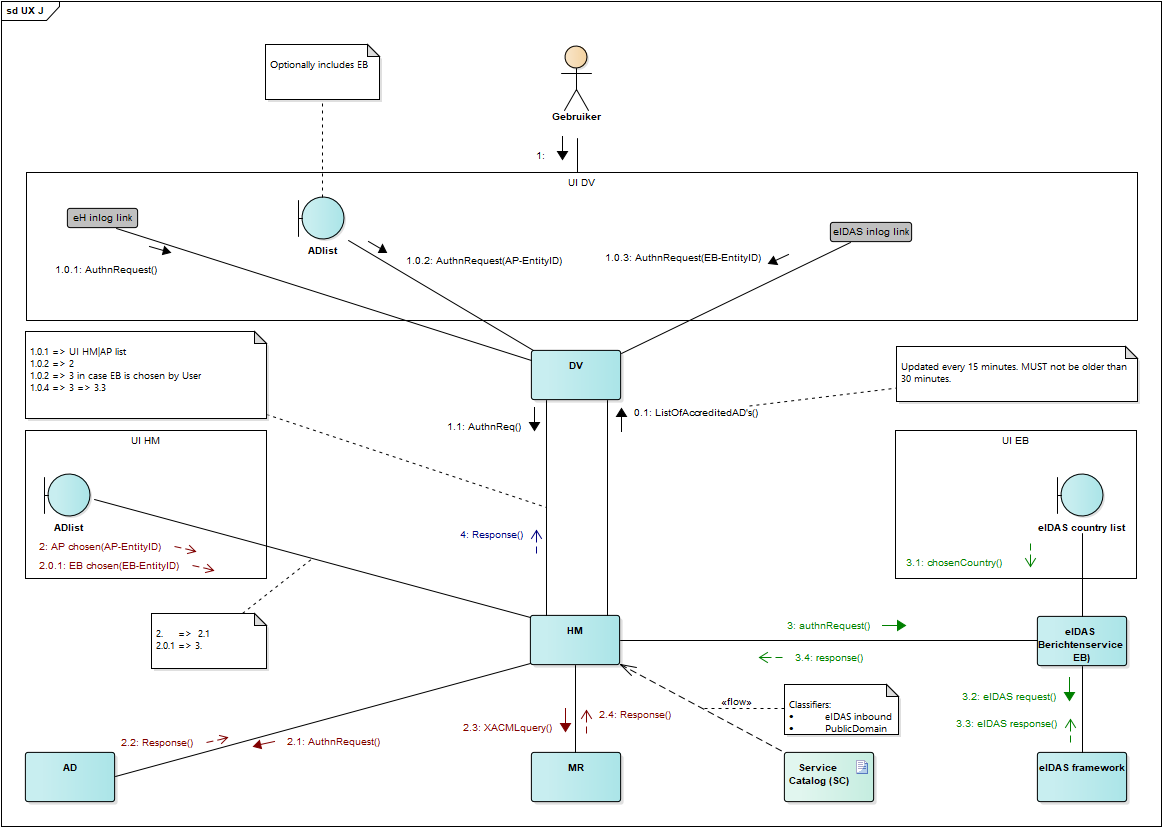 sd UX J
Optionally includes EB
Gebruiker
1:
UI DV
eH inlog link
ADlist
eIDAS inlog link
1.0.1: AuthnRequest()
1.0.2: AuthnRequest(AP-EntityID)
1.0.3: AuthnRequest(EB-EntityID)
1.0.1 => UI HM|AP list
1.0.2 => 2
1.0.2 => 3 in case EB is chosen by User
1.0.4 => 3 => 3.3
DV
Updated every 15 minutes. MUST not be older than
30 minutes.
1.1: AuthnReq()
0.1: ListOfAccreditedAD's()
UI HM
ADlist
2: AP chosen(AP-EntityID)
2.0.1: EB chosen(EB-EntityID)
4: Response()
UI EB
eIDAS country list
3.1: chosenCountry()
2. => 2.1
2.0.1 => 3.
HM
3: authnRequest()
3.4: response()
eIDAS
Berichtenservice
EB)
«flow»
Classifiers:
• eIDAS inbound
• PublicDomain
3.2: eIDAS request()
3.3: eIDAS response()
2.3: XACMLquery()
2.4: Response()
2.2: Response()
2.1: AuthnRequest()
AD
MR
Service
Catalog (SC)
eIDAS framework